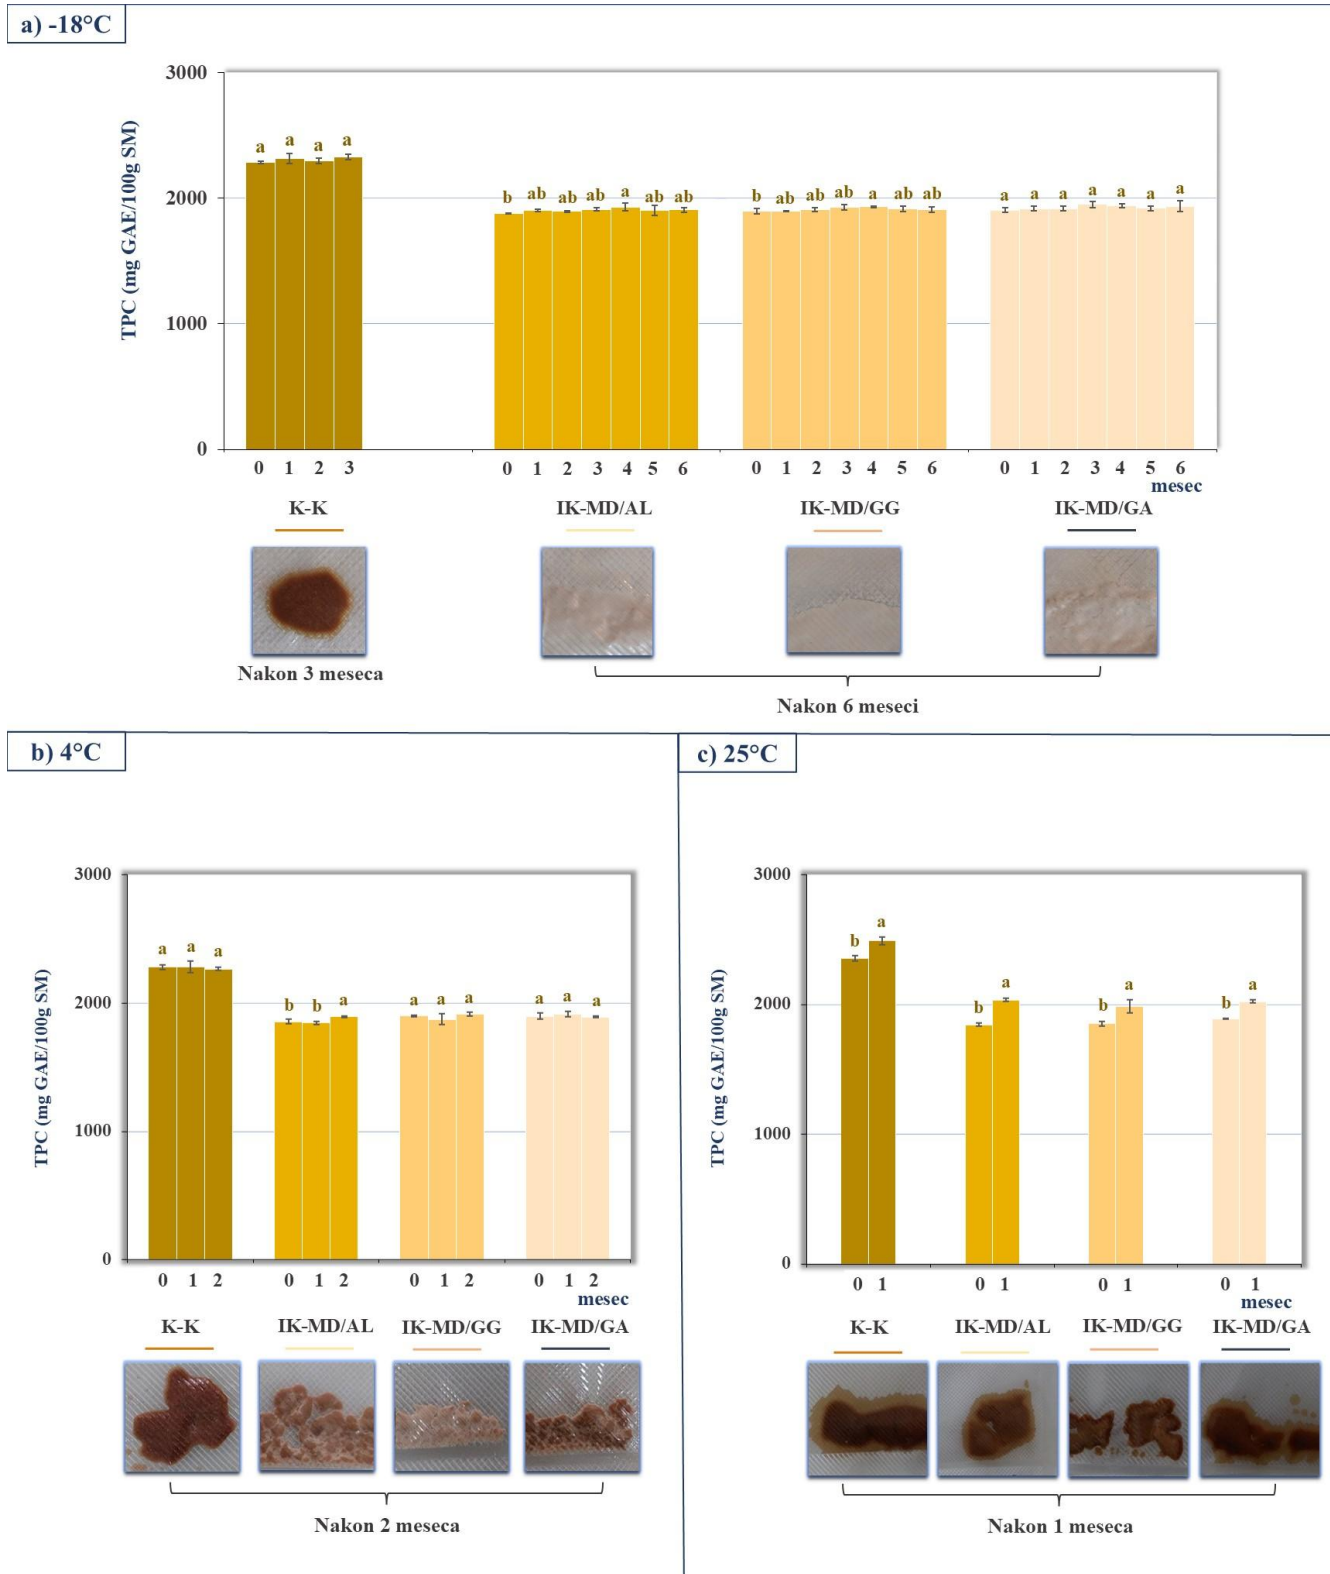 a) -18°C
3000
2000
1000
0
TPC (mg GAE/100g SM)
a a a a
b ab ab ab a ab ab
b ab ab ab a ab ab
a a a a a a a
0 1 2 3 0 1 2 3 4 5 6 0 1 2 3 4 5 6 0 1 2 3 4 5 6
mesec
K-K IK-MD/AL IK-MD/GG IK-MD/GA
Nakon 3 meseca
Nakon 6 meseci
b) 4°C
3000
2000
1000
0
TPC (mg GAE/100g SM)
a a a b b a a a a a a a
0 1 2 0 1 2 0 1 2 0 1 2
mesec
K-K IK-MD/AL IK-MD/GG IK-MD/GA
Nakon 2 meseca
c) 25°C
3000
2000
1000
0
TPC (mg GAE/100g SM)
b a b a b a b a
0 1 0 1 0 1 0 1
mesec
K-K IK-MD/AL IK-MD/GG IK-MD/GA
Nakon 1 meseca